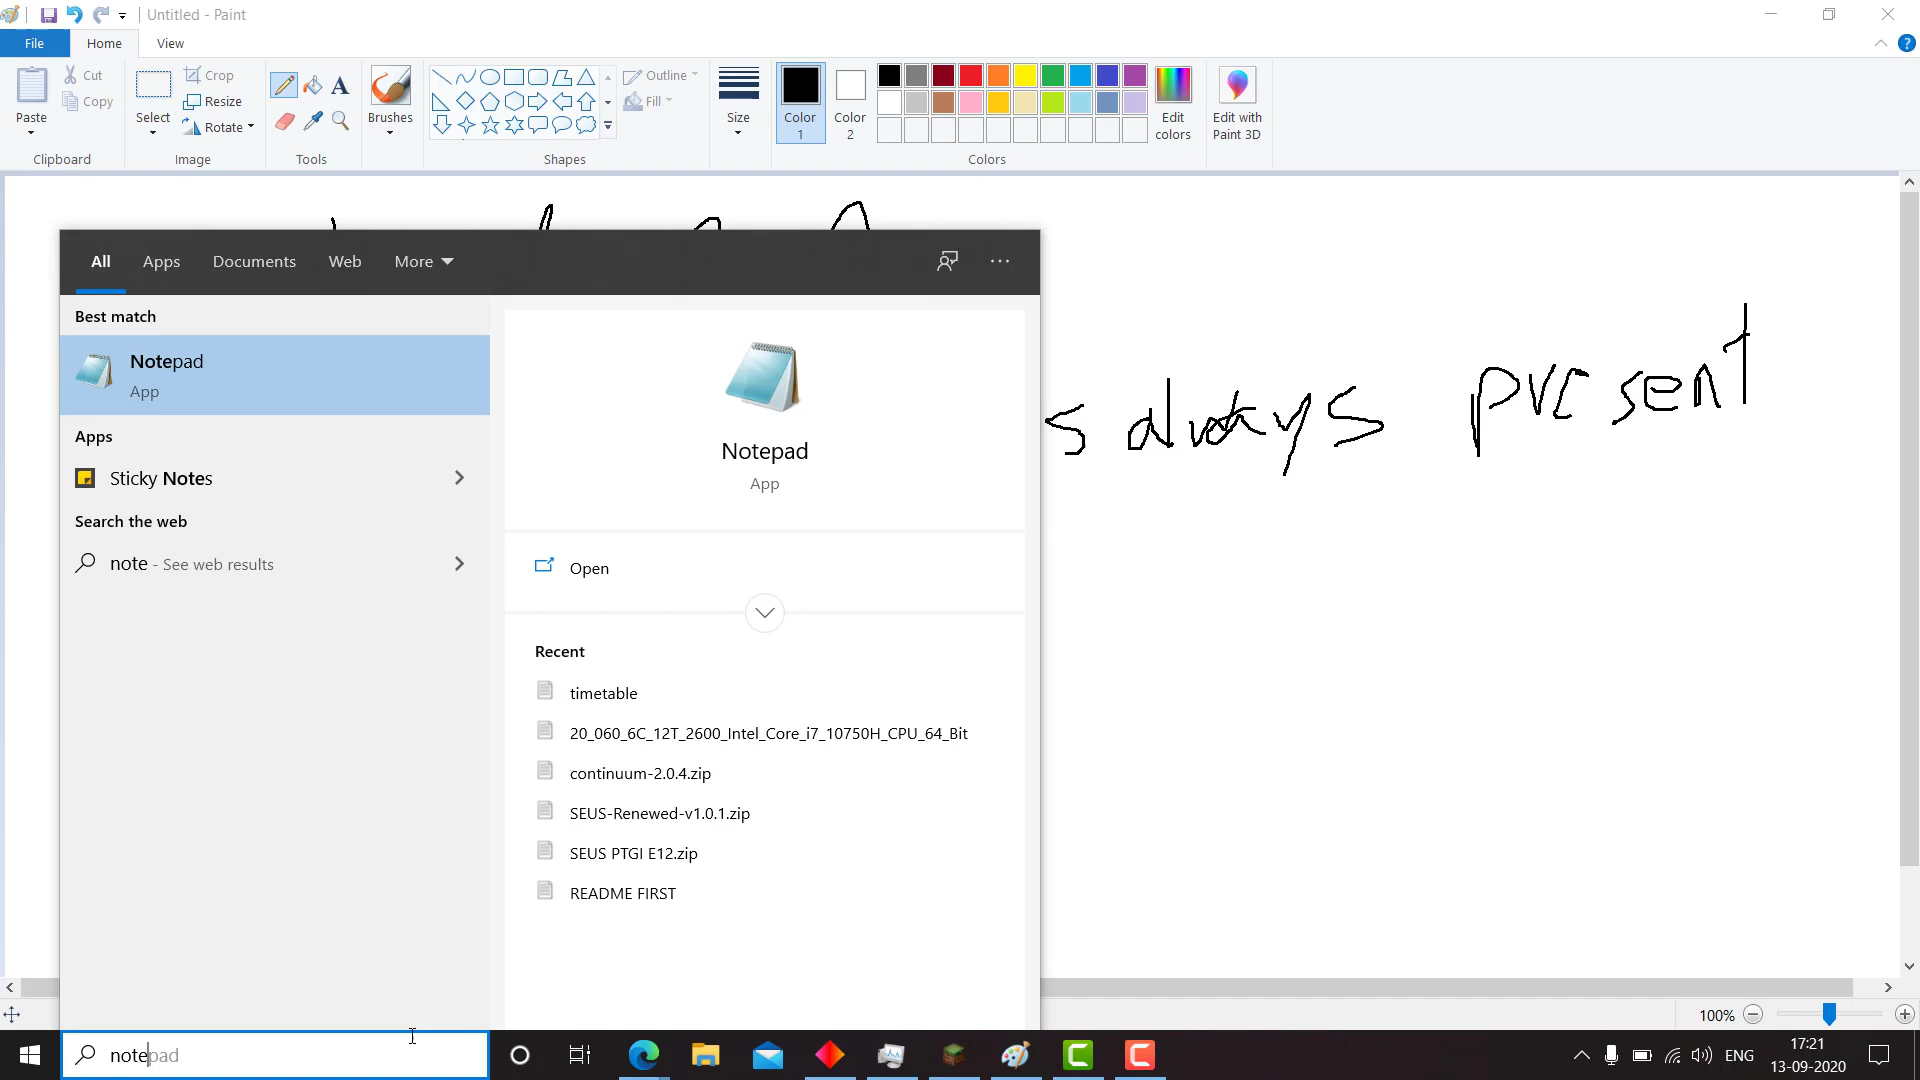 Untitled - Paint
File Home View
Paste Cut Copy Select Crop Resize Rotate Brushes Outline Fill Size Color 1 Color 2 Edit colors Edit with Paint 3D
Clipboard Image Tools Shapes Colors
All Apps Documents Web More
Best match
Notepad
App
Apps
Sticky Notes
Search the web
note - See web results
Notepad
App
Open
Recent
timetable
20_060_6C_12T_2600_Intel_Core_i7_10750H_CPU_64_Bit
continuum-2.0.4.zip
SEUS-Renewed-v1.0.1.zip
SEUS PTGI E12.zip
README FIRST
s always present
100%
notepad
ENG
17:21
13-09-2020